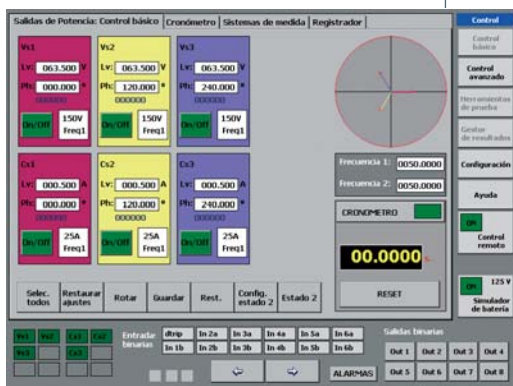 Salidas de Potencia: Control básico Cronómetro Sistemas de medida Registrador
Control
Vs1 Vs2 Vs3
Lv: 063.500 V Lv: 063.500 V Lv: 063.500 V
Ph: 000.000 ° Ph: 120.000 ° Ph: 240.000 °
000000 000000 000000
On/Off 150V Freq1 On/Off 150V Freq1 On/Off 150V Freq1
Cs1 Cs2 Cs3
Lv: 000.500 A Lv: 000.500 A Lv: 000.500 A
Ph: 000.000 ° Ph: 120.000 ° Ph: 240.000 °
000000 000000 000000
On/Off 25A Freq1 On/Off 25A Freq1 On/Off 25A Freq1
Frecuencia 1: 0050.0000
Frecuencia 2: 0050.0000
CRONOMETRO
00.0000 s.
RESET
Selec. todos Restaurar ajustes Rotar Guardar Rest. Config. estado 2 Estado 2
Control básico
Control avanzado
Herramientas de prueba
Gestor de resultados
Configuración
Ayuda
ON
Control remoto
ON 125 V
Simulador de batería
Vs1 Vs2 Cs1 Cs2
Vs3 Cs3
Entradas binarias
dtrip In 2a In 3a In 4a In 5a In 6a
In 1b In 2b In 3b In 4b In 5b In 6b
ALARMAS
Salidas binarias
Out 1 Out 2 Out 3 Out 4
Out 5 Out 6 Out 7 Out 8